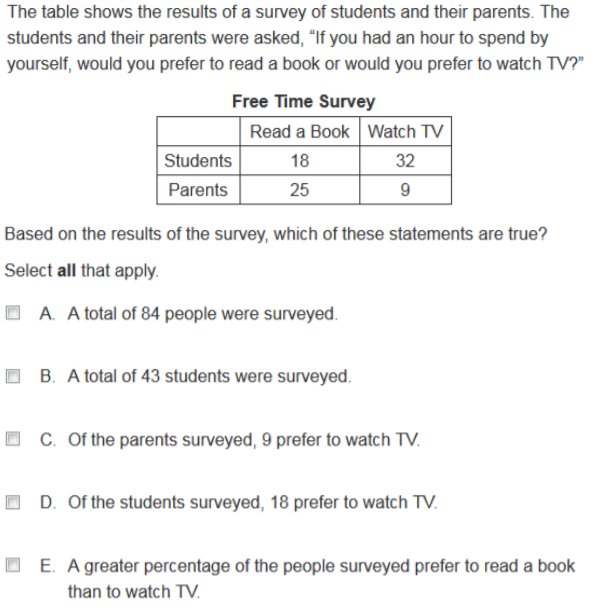 The table shows the results of a survey of students and their parents. The
students and their parents were asked, “If you had an hour to spend by
yourself, would you prefer to read a book or would you prefer to watch TV?”
Free Time Survey
Read a Book Watch TV
Students 18 32
Parents 25 9
Based on the results of the survey, which of these statements are true?
Select all that apply.
A. A total of 84 people were surveyed.
B. A total of 43 students were surveyed.
C. Of the parents surveyed, 9 prefer to watch TV.
D. Of the students surveyed, 18 prefer to watch TV.
E. A greater percentage of the people surveyed prefer to read a book
than to watch TV.